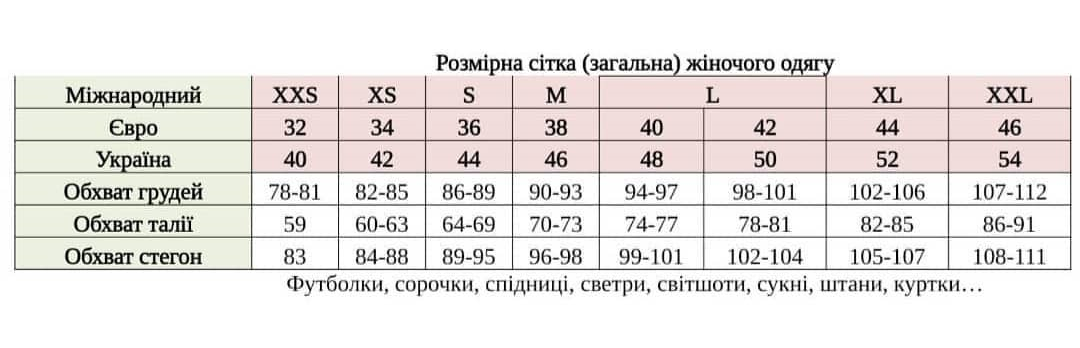 Розмірна сітка (загальна) жіночого одягу
Міжнародний XXS XS S M L XL XXL
Євро 32 34 36 38 40 42 44 46
Україна 40 42 44 46 48 50 52 54
Обхват грудей 78-81 82-85 86-89 90-93 94-97 98-101 102-106 107-112
Обхват талії 59 60-63 64-69 70-73 74-77 78-81 82-85 86-91
Обхват стегон 83 84-88 89-95 96-98 99-101 102-104 105-107 108-111
Футболки, сорочки, спідниці, светри, світшоти, сукні, штани, куртки…